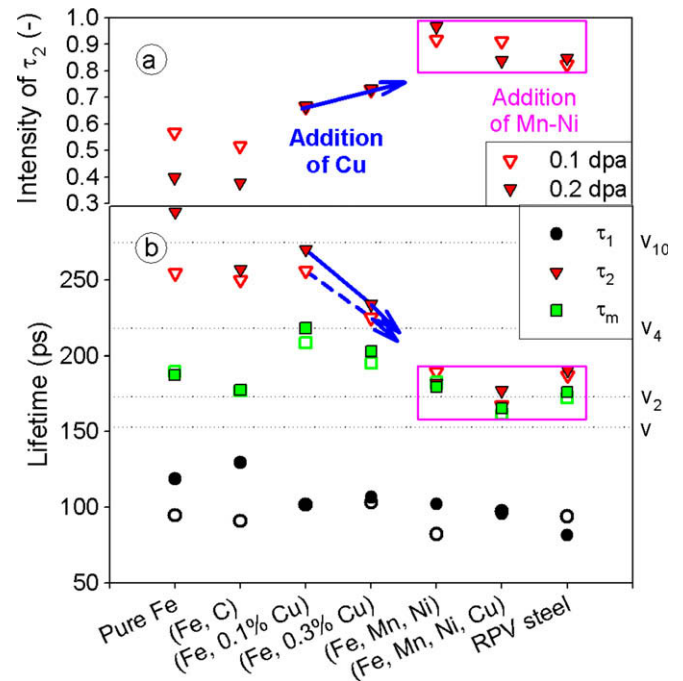 1.0
0.9
0.8
0.7
0.6
0.5
0.4
0.3
Intensity of τ2 (-)
a
Addition
of Cu
Addition
of Mn-Ni
0.1 dpa
0.2 dpa
0.3
250
200
150
100
50
Lifetime (ps)
b
τ1
τ2
τm
v10
v4
v2
v
Pure Fe
(Fe, C)
(Fe, 0.1% Cu)
(Fe, 0.3% Cu)
(Fe, Mn, Ni)
(Fe, Mn, Ni, Cu)
RPV steel